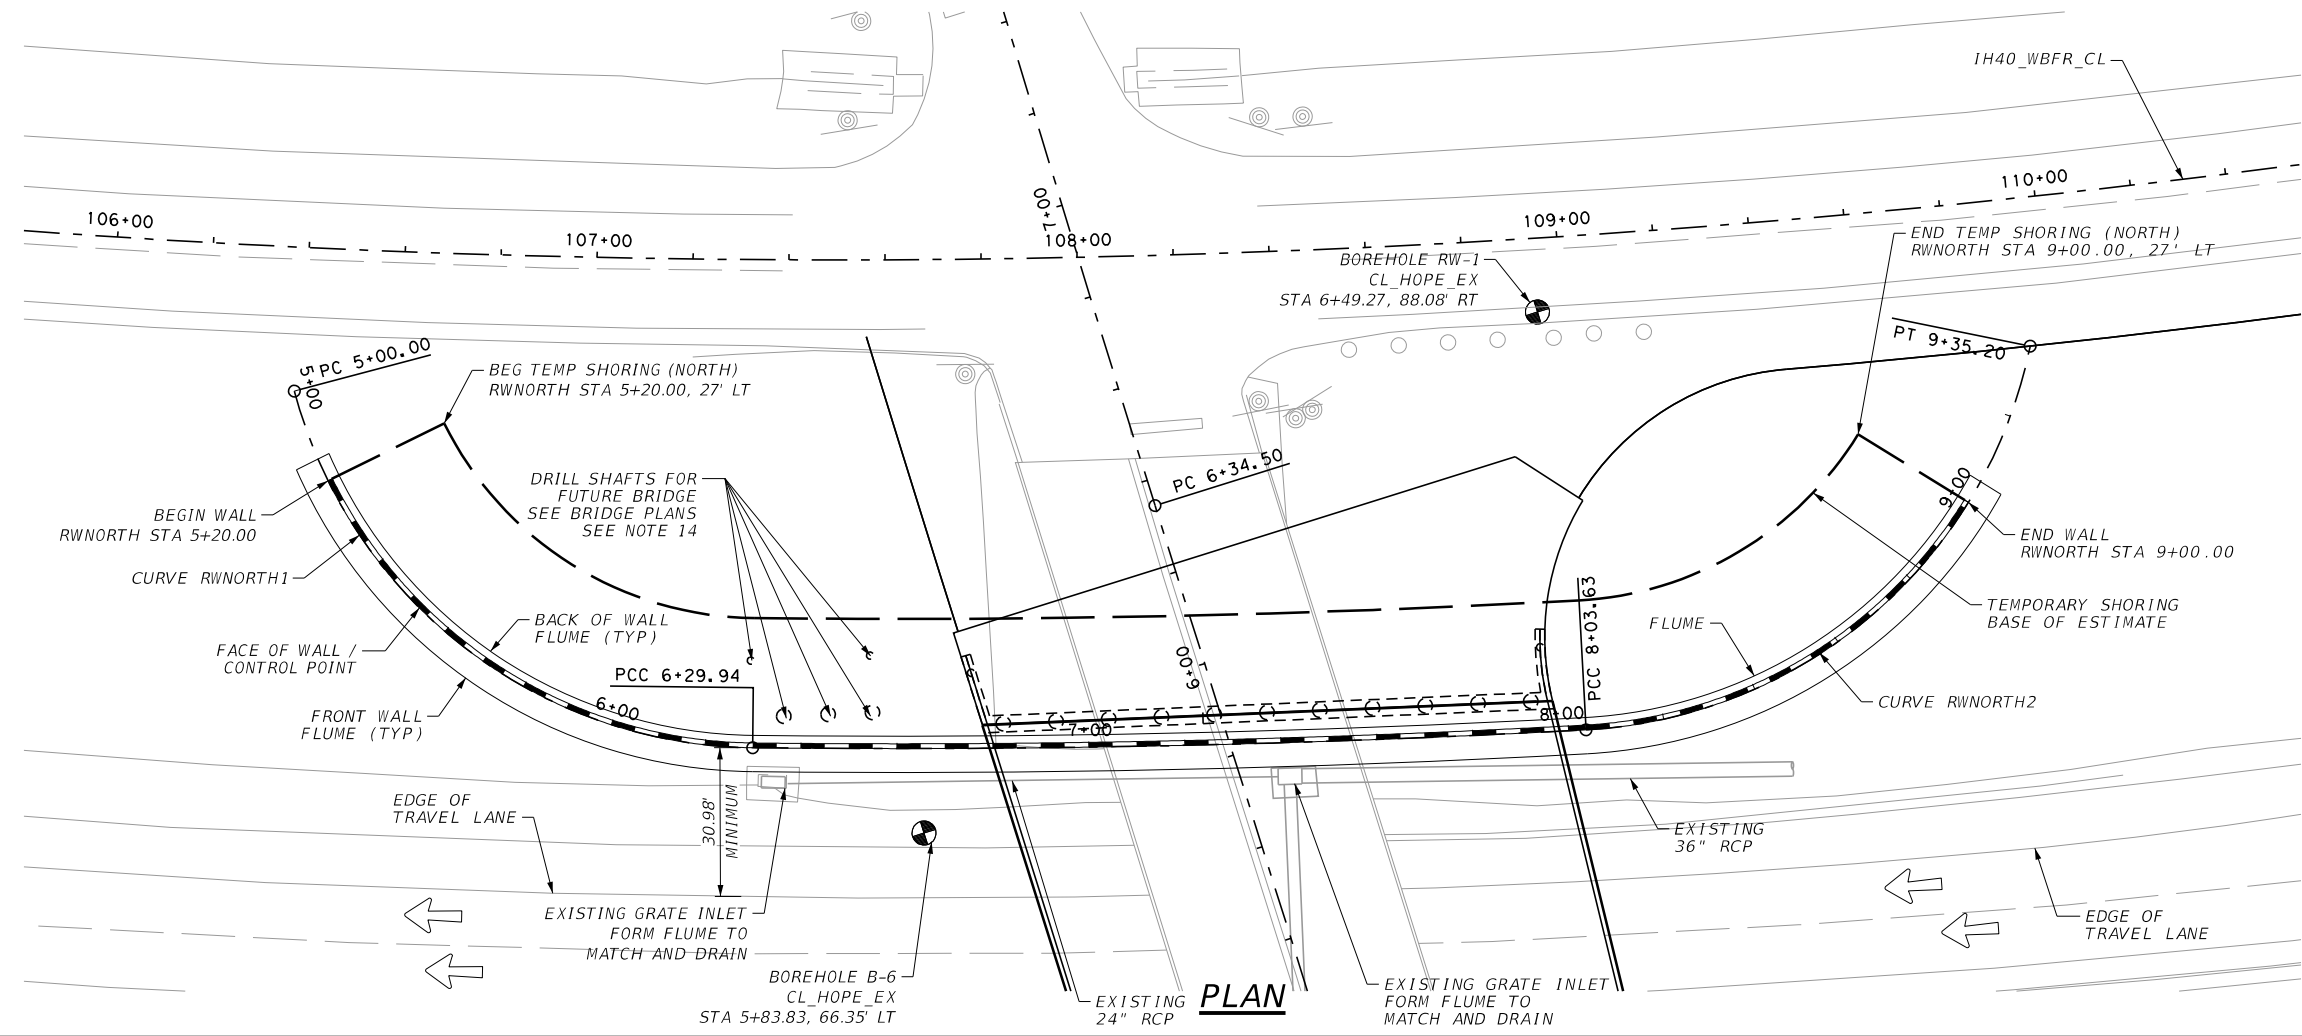 IH40_WBFR_CL
106+00
107+00
108+00
109+00
110+00
7+00
BOREHOLE RW-1
CL_HOPE_EX
STA 6+49.27, 88.08' RT
END TEMP SHORING (NORTH)
RWNORTH STA 9+00.00, 27' LT
PC 5+00.00
5+00
BEG TEMP SHORING (NORTH)
RWNORTH STA 5+20.00, 27' LT
PT 9+35.20
PC 6+34.50
DRILL SHAFTS FOR
FUTURE BRIDGE
SEE BRIDGE PLANS
SEE NOTE 14
BEGIN WALL
RWNORTH STA 5+20.00
CURVE RWNORTH1
9+00
END WALL
RWNORTH STA 9+00.00
BACK OF WALL
FLUME (TYP)
FACE OF WALL /
CONTROL POINT
PCC 6+29.94
6+00
6+00
PCC 8+03.63
FLUME
TEMPORARY SHORING
BASE OF ESTIMATE
CURVE RWNORTH2
FRONT WALL
FLUME (TYP)
7+00
8+00
EDGE OF
TRAVEL LANE
30.98'
MINIMUM
EXISTING
36" RCP
EXISTING GRATE INLET
FORM FLUME TO
MATCH AND DRAIN
EDGE OF
TRAVEL LANE
BOREHOLE B-6
CL_HOPE_EX
STA 5+83.83, 66.35' LT
EXISTING
24" RCP
PLAN
EXISTING GRATE INLET
FORM FLUME TO
MATCH AND DRAIN